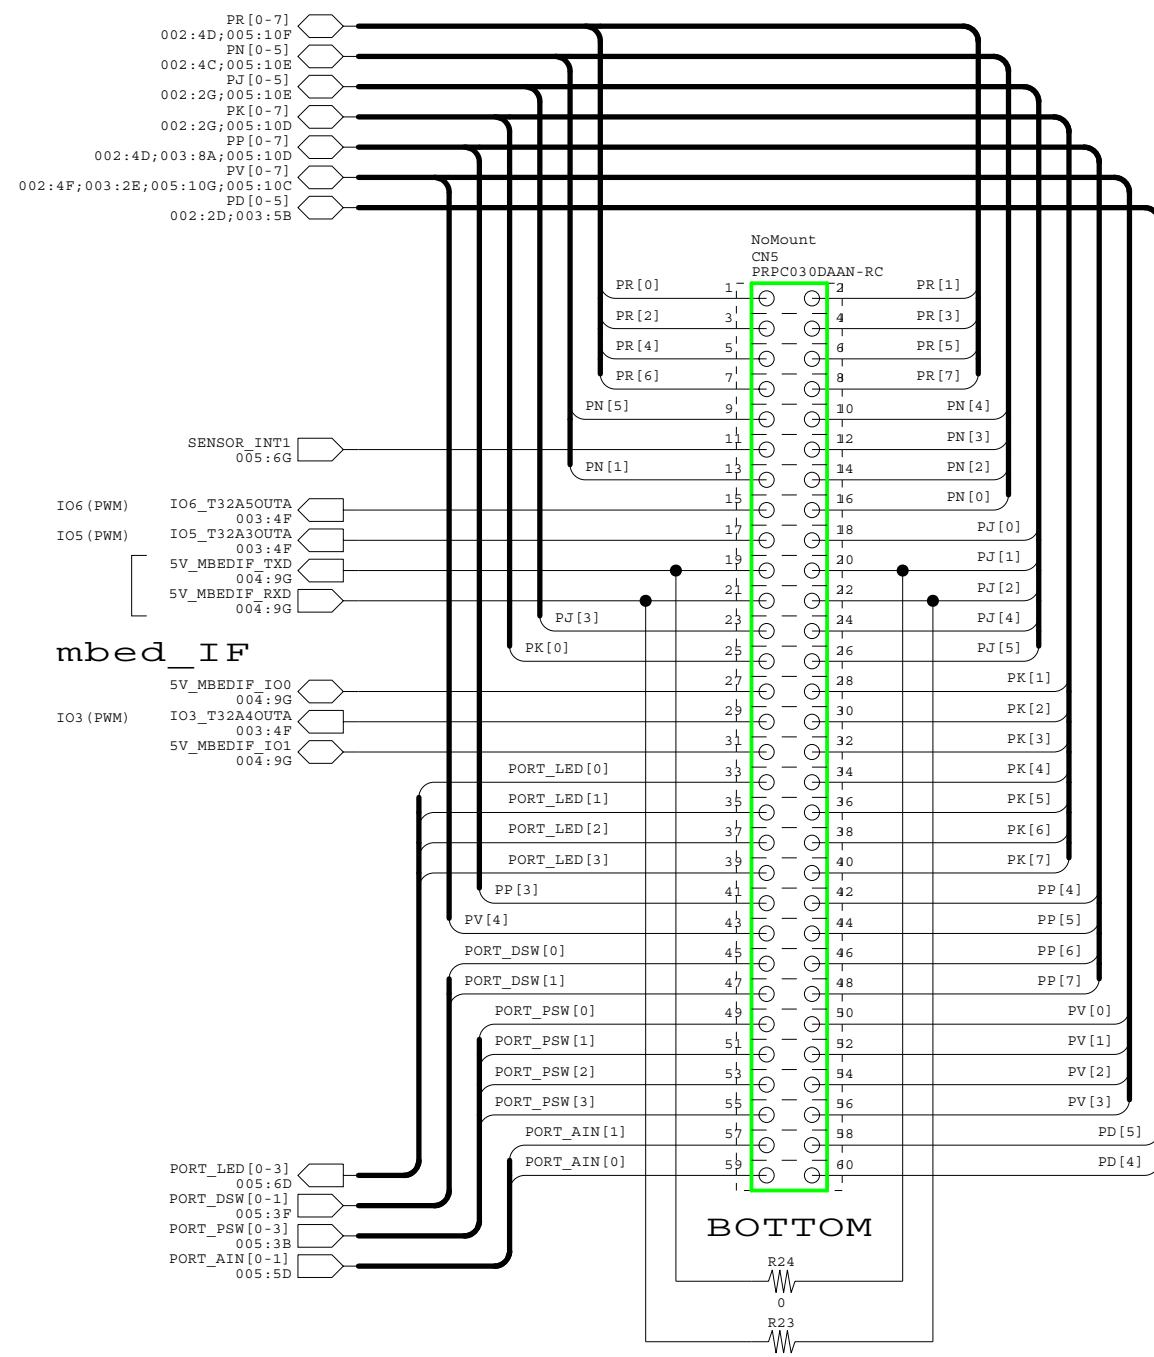 PR[0-7]
002:4D;005:10F
PN[0-5]
002:4C;005:10E
PJ[0-5]
002:2G;005:10E
PK[0-7]
002:2G;005:10D
PP[0-7]
002:4D;003:8A;005:10D
PV[0-7]
002:4F;003:2E;005:10G;005:10C
PD[0-5]
002:2D;003:5B
NoMount
CN5
PRPC030DAAN-RC
PR[0] 1 2 PR[1]
PR[2] 3 4 PR[3]
PR[4] 5 6 PR[5]
PR[6] 7 8 PR[7]
PN[5] 9 10 PN[4]
SENSOR_INT1 11 12 PN[3]
005:6G
PN[1] 13 14 PN[2]
IO6(PWM) IO6_T32A5OUTA 15 16 PN[0]
003:4F
IO5(PWM) IO5_T32A3OUTA 17 18 PJ[0]
003:4F
5V_MBEDIF_TXD 19 20 PJ[1]
004:9G
5V_MBEDIF_RXD 21 22 PJ[2]
004:9G
PJ[3] 23 24 PJ[4]
mbed_IF
PK[0] 25 26 PJ[5]
5V_MBEDIF_IO0 27 28 PK[1]
004:9G
IO3(PWM) IO3_T32A4OUTA 29 30 PK[2]
003:4F
5V_MBEDIF_IO1 31 32 PK[3]
004:9G
PORT_LED[0] 33 34 PK[4]
PORT_LED[1] 35 36 PK[5]
PORT_LED[2] 37 38 PK[6]
PORT_LED[3] 39 40 PK[7]
PP[3] 41 42 PP[4]
PV[4] 43 44 PP[5]
PORT_DSW[0] 45 46 PP[6]
PORT_DSW[1] 47 48 PP[7]
PORT_PSW[0] 49 50 PV[0]
PORT_PSW[1] 51 52 PV[1]
PORT_PSW[2] 53 54 PV[2]
PORT_PSW[3] 55 56 PV[3]
PORT_AIN[1] 57 58 PD[5]
PORT_AIN[0] 59 60 PD[4]
PORT_LED[0-3]
005:6D
PORT_DSW[0-1]
005:3F
PORT_PSW[0-3]
005:3B
PORT_AIN[0-1]
005:5D
BOTTOM
R24
0
R23